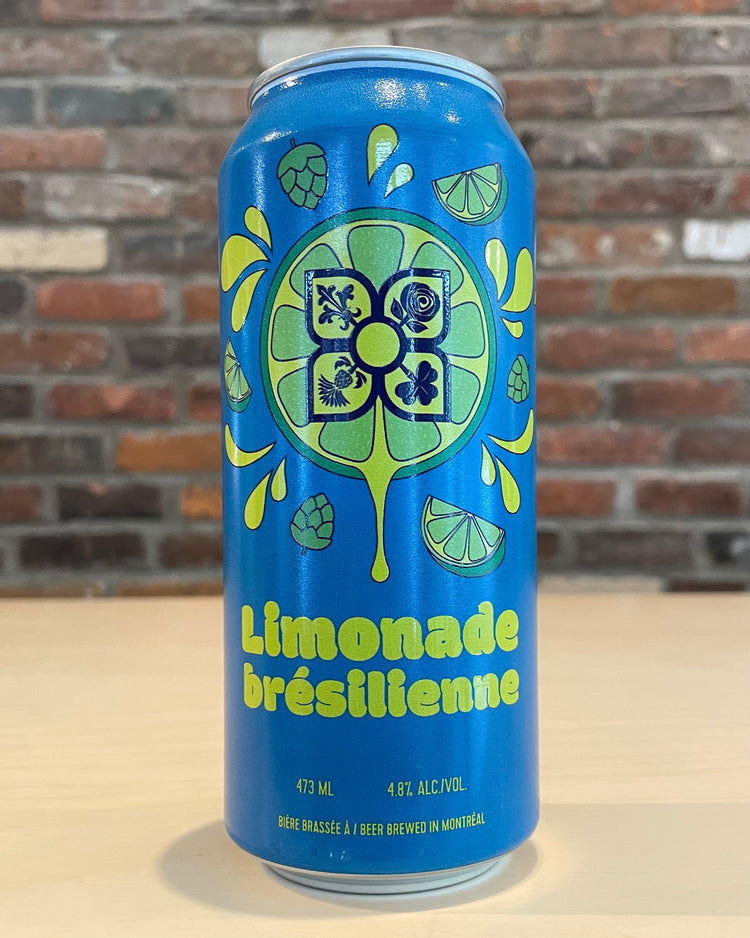 Limonade
brésilienne
473 ML 4.8% ALC./VOL.
BIÈRE BRASSÉE À / BEER BREWED IN MONTRÉAL